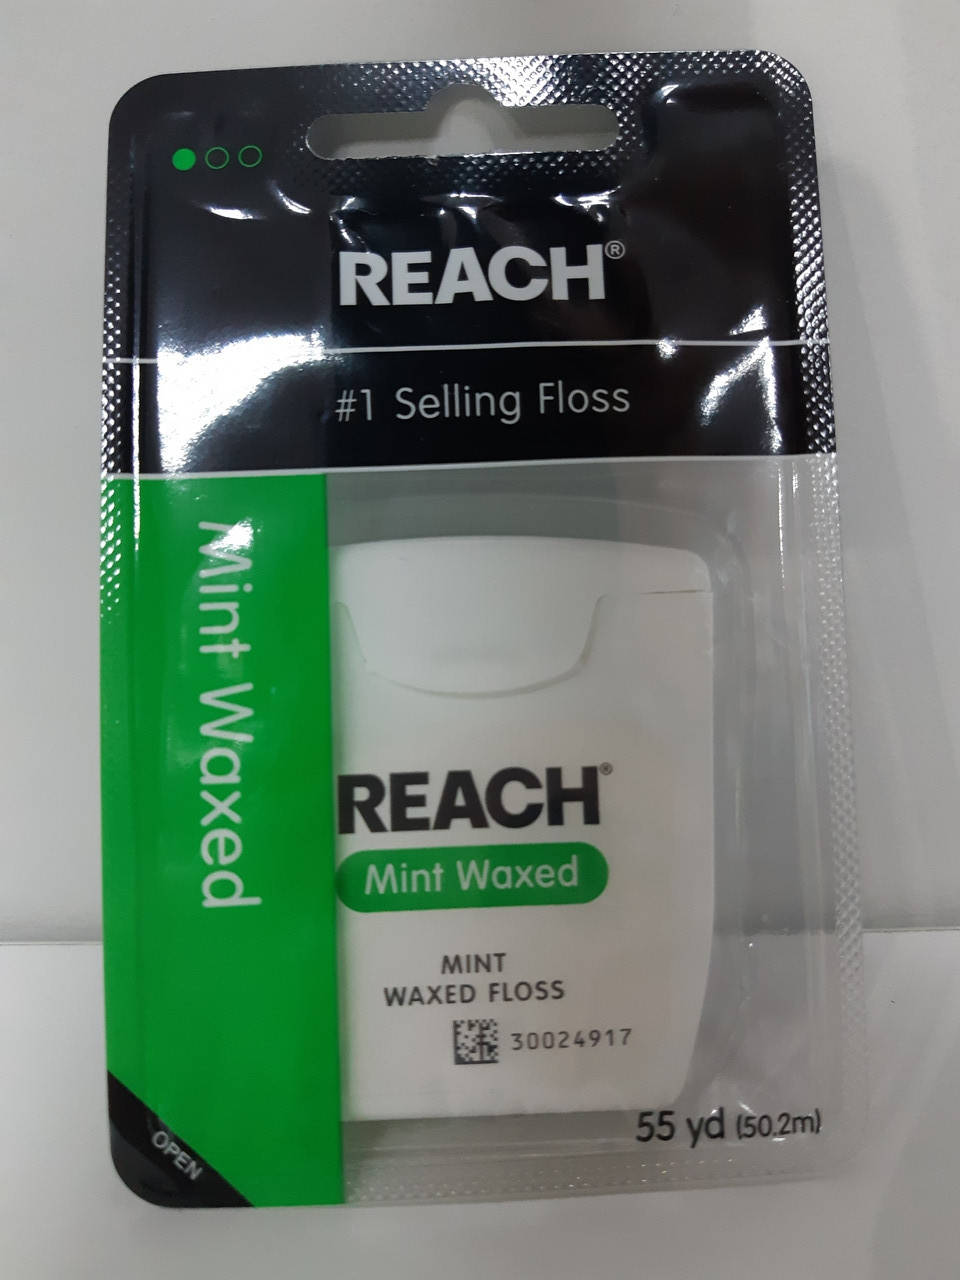 REACH®
#1 Selling Floss
Mint Waxed
REACH®
Mint Waxed
MINT
WAXED FLOSS
30024917
55 yd (50.2m)
OPEN